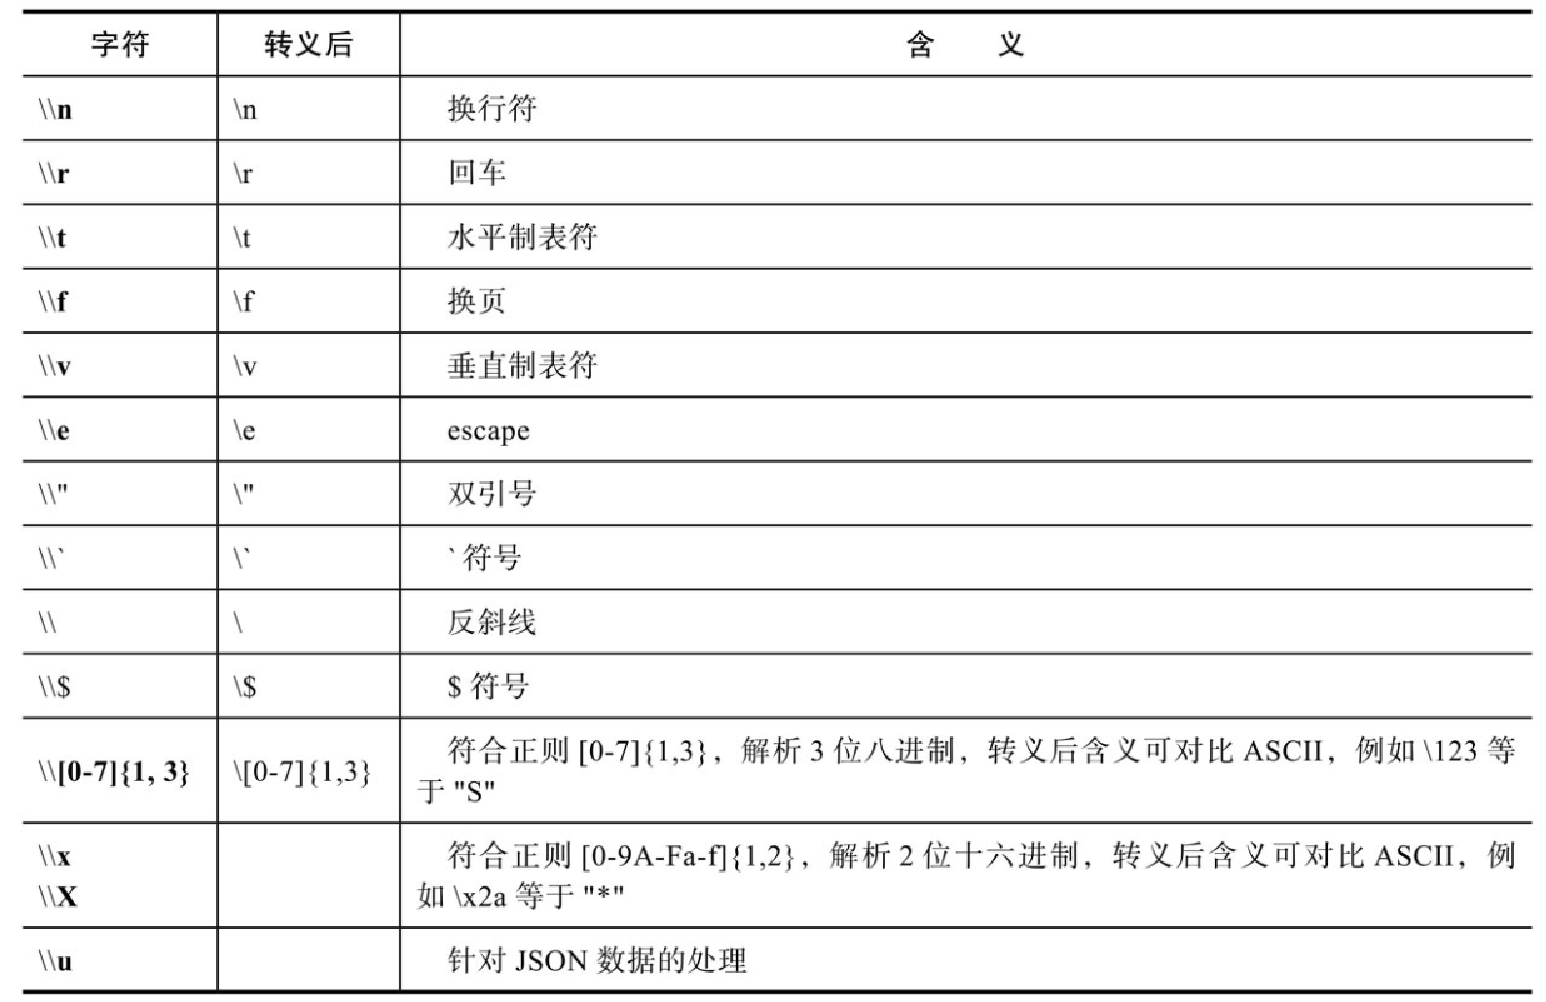 字符 转义后 含 义
\\n \n 换行符
\\r \r 回车
\\t \t 水平制表符
\\f \f 换页
\\v \v 垂直制表符
\\e \e escape
\\" \" 双引号
\\` \` `符号
\\ \ 反斜线
\\$ \$ $ 符号
\\[0-7]{1, 3} \[0-7]{1,3} 符合正则 [0-7]{1,3}，解析 3 位八进制，转义后含义可对比 ASCII，例如 \123 等
于 "S"
\\x 符合正则 [0-9A-Fa-f]{1,2}，解析 2 位十六进制，转义后含义可对比 ASCII，例
\\X 如 \x2a 等于 "*"
\\u 针对 JSON 数据的处理